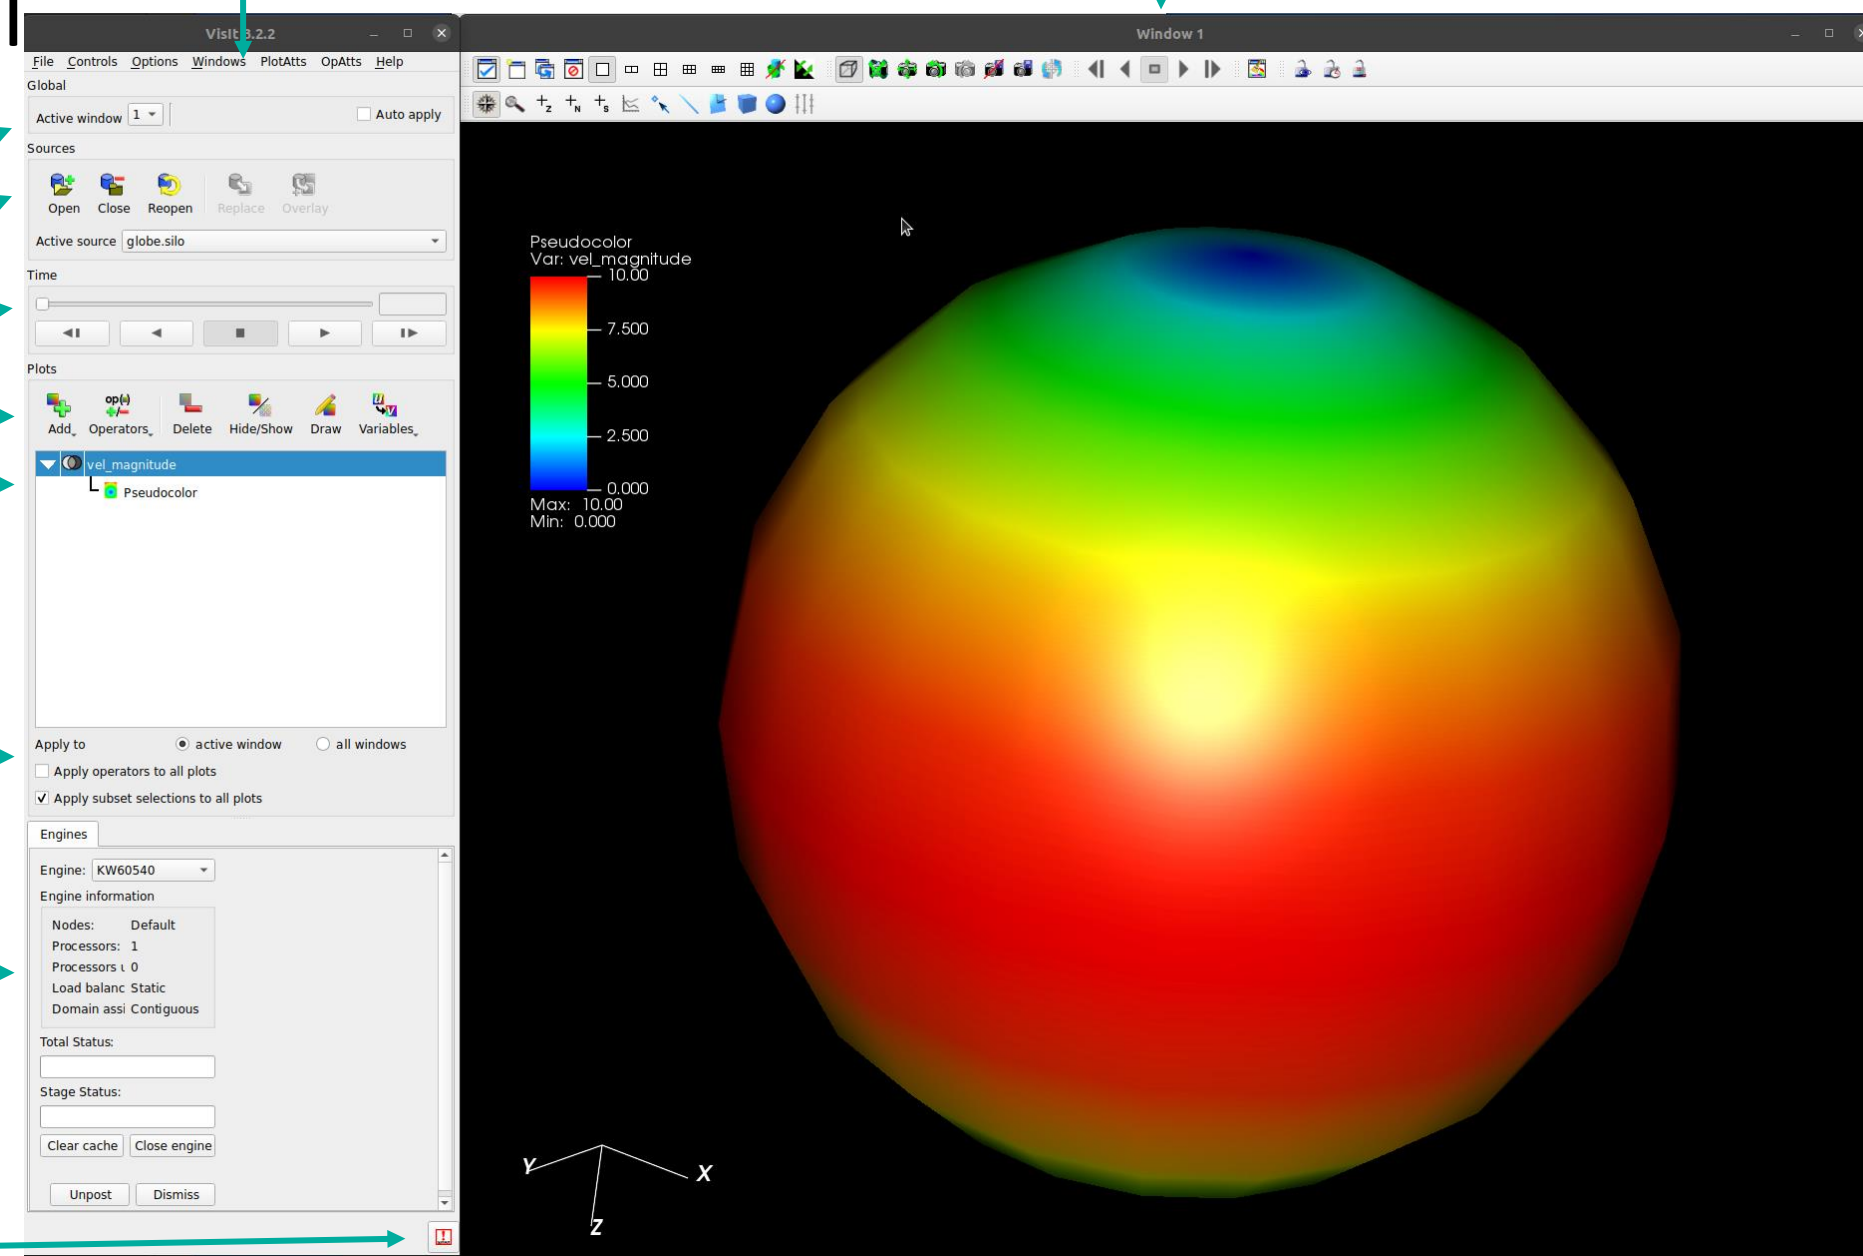 VisIt 3.2.2
File Controls Options Windows PlotAtts OpAtts Help
Global
Active window 1
Auto apply
Sources
Open Close Reopen Replace Overlay
Active source globe.silo
Time
Plots
op(u)
+/-
Add Operators Delete Hide/Show Draw Variables
vel_magnitude
Pseudocolor
Apply to active window all windows
Apply operators to all plots
Apply subset selections to all plots
Engines
Engine: KW60540
Engine information
Nodes: Default
Processors: 1
Processors u 0
Load balanc Static
Domain assi Contiguous
Total Status:
Stage Status:
Clear cache Close engine
Unpost Dismiss
Window 1
+z +N +s
Pseudocolor
Var: vel_magnitude
10.00
7.500
5.000
2.500
0.000
Max: 10.00
Min: 0.000
Y
X
Z